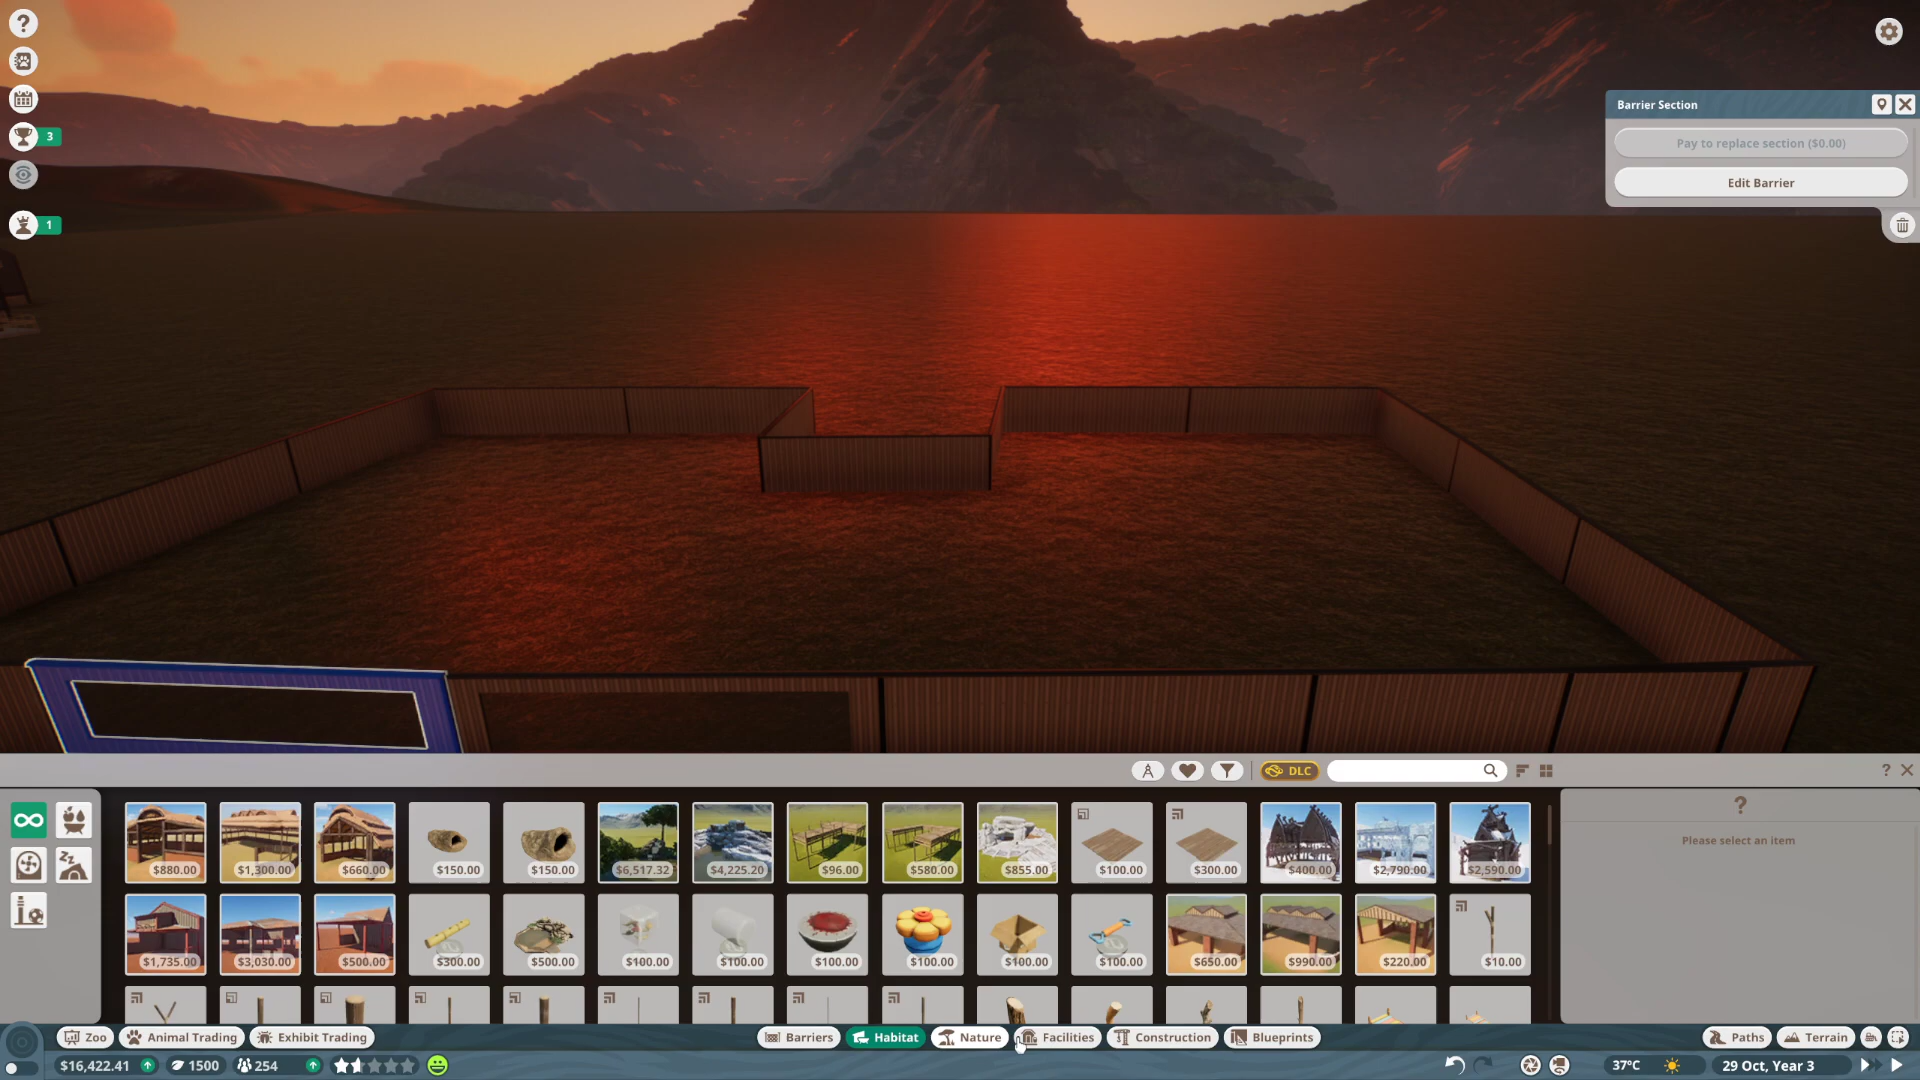 Barrier Section
3
Pay to replace section ($0.00)
Edit Barrier
1
DLC
?
?
Please select an item
$880.00 $1,300.00 $660.00 $150.00 $150.00 $6,517.32 $4,225.20 $96.00 $580.00 $855.00 $100.00 $300.00 $400.00 $2,790.00 $2,590.00
$1,735.00 $3,030.00 $500.00 $300.00 $500.00 $100.00 $100.00 $100.00 $100.00 $100.00 $100.00 $650.00 $990.00 $220.00 $10.00
Zoo Animal Trading Exhibit Trading Barriers Habitat Nature Facilities Construction Blueprints Paths Terrain
$16,422.41 1500 254 37°C 29 Oct, Year 3